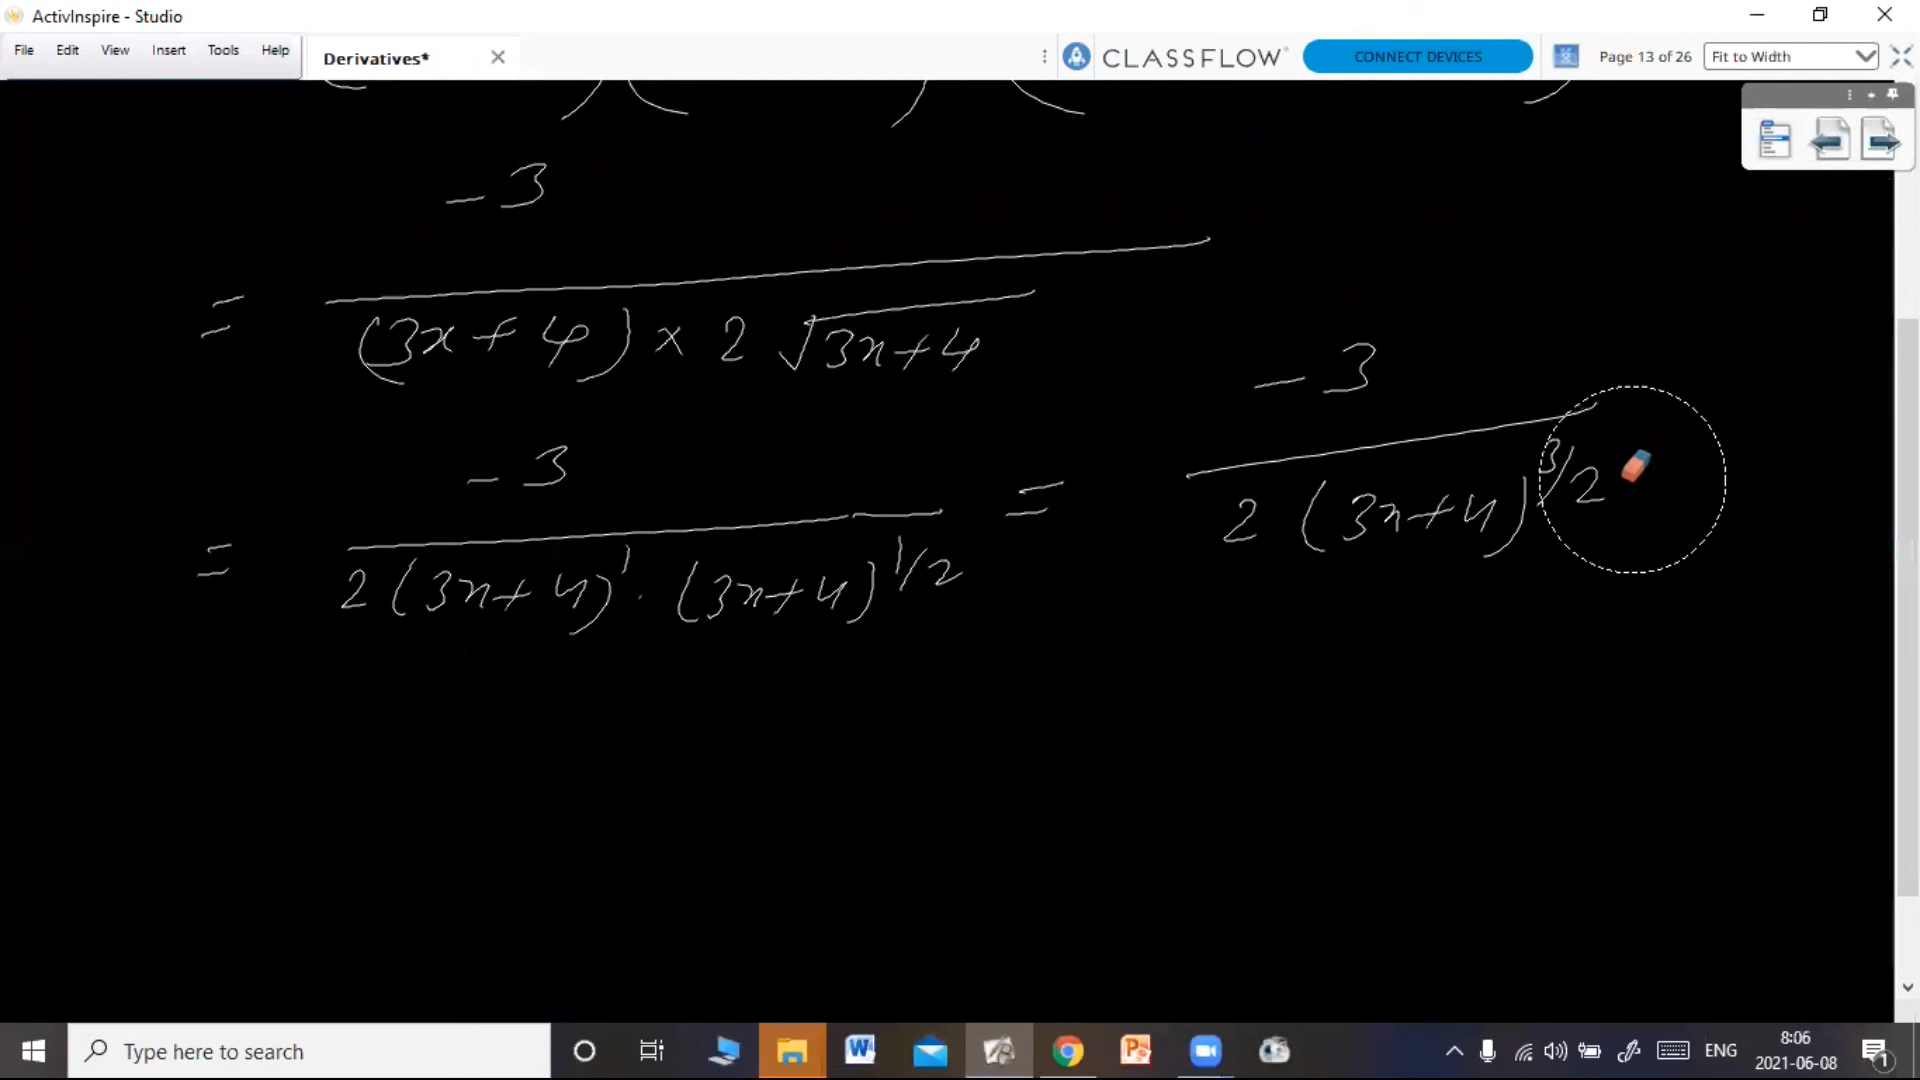 ActivInspire - Studio
File Edit View Insert Tools Help
Derivatives*
CLASSFLOW
CONNECT DEVICES
Page 13 of 26
Fit to Width
-3
= (3x+4) × 2 √3x+4
-3
= 2(3x+4)¹ · (3x+4)^1/2
= -3
2 (3x+4)^3/2
Type here to search
ENG
8:06
2021-06-08
1